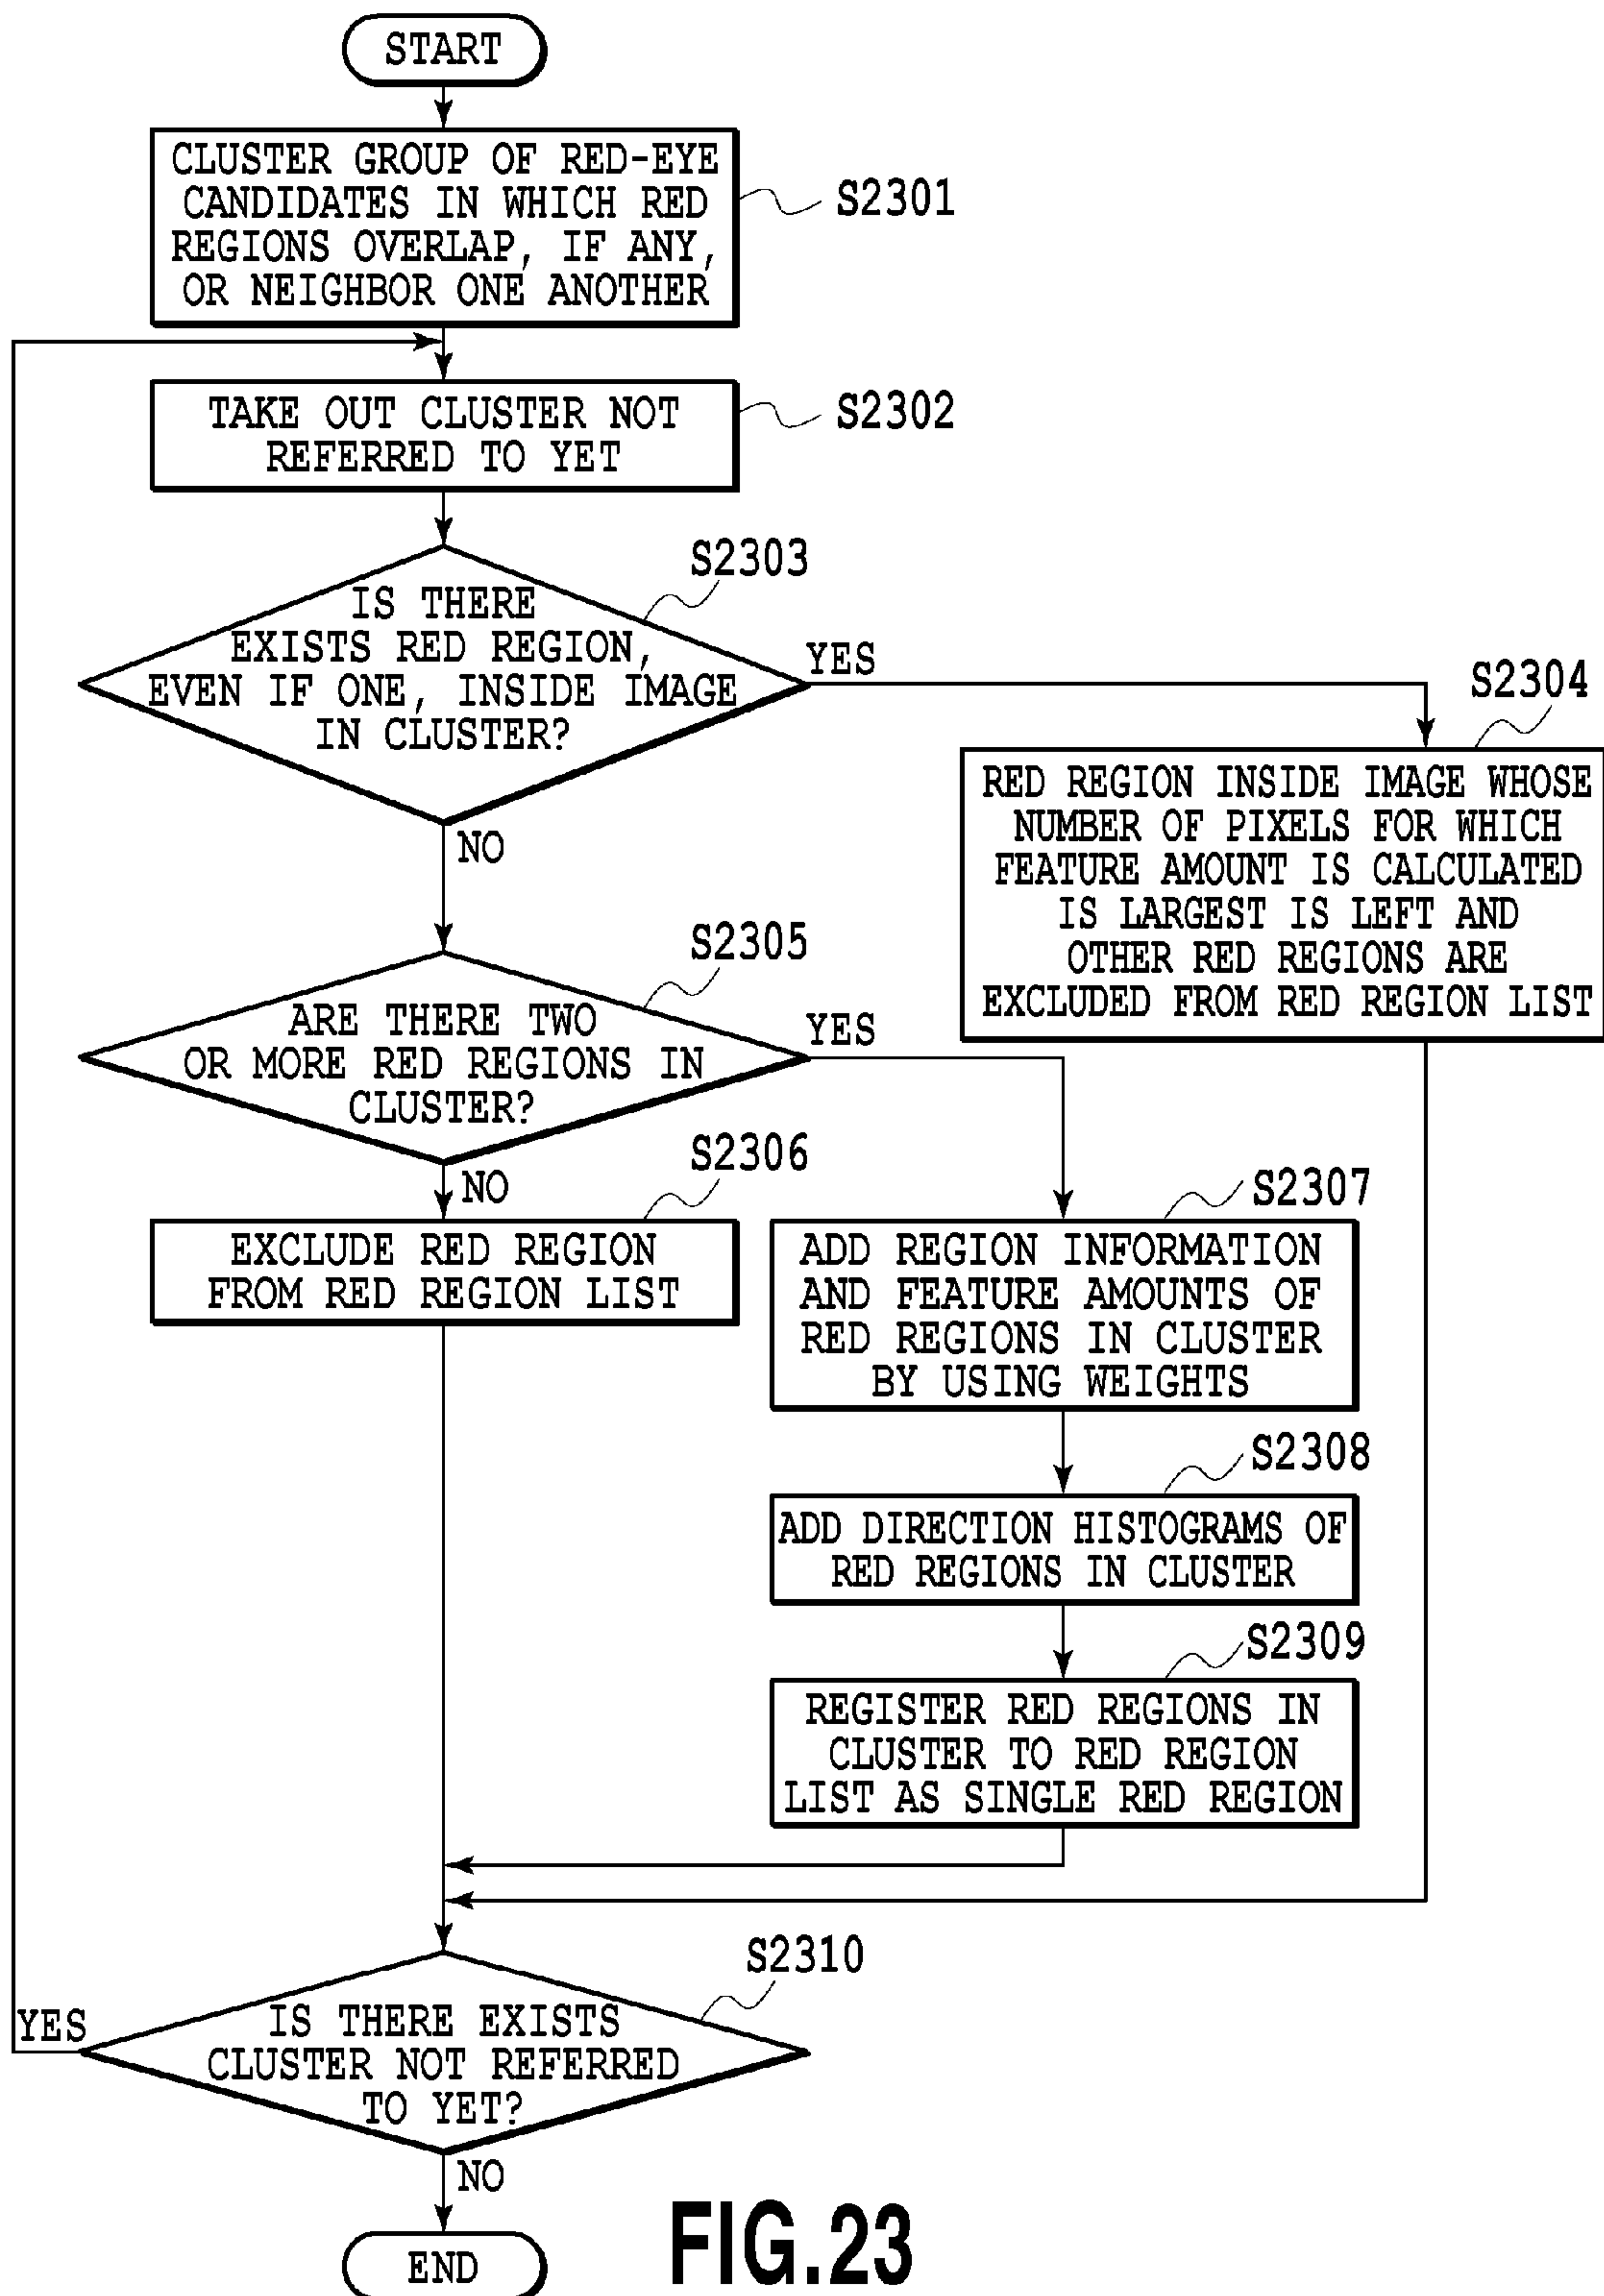 START
CLUSTER GROUP OF RED-EYE
CANDIDATES IN WHICH RED
REGIONS OVERLAP, IF ANY,
OR NEIGHBOR ONE ANOTHER
S2301
TAKE OUT CLUSTER NOT
REFERRED TO YET
S2302
S2303
IS THERE
EXISTS RED REGION,
EVEN IF ONE, INSIDE IMAGE
IN CLUSTER?
YES
NO
S2304
RED REGION INSIDE IMAGE WHOSE
NUMBER OF PIXELS FOR WHICH
FEATURE AMOUNT IS CALCULATED
IS LARGEST IS LEFT AND
OTHER RED REGIONS ARE
EXCLUDED FROM RED REGION LIST
S2305
ARE THERE TWO
OR MORE RED REGIONS IN
CLUSTER?
YES
NO
S2306
EXCLUDE RED REGION
FROM RED REGION LIST
S2307
ADD REGION INFORMATION
AND FEATURE AMOUNTS OF
RED REGIONS IN CLUSTER
BY USING WEIGHTS
S2308
ADD DIRECTION HISTOGRAMS OF
RED REGIONS IN CLUSTER
S2309
REGISTER RED REGIONS IN
CLUSTER TO RED REGION
LIST AS SINGLE RED REGION
S2310
IS THERE EXISTS
CLUSTER NOT REFERRED
TO YET?
YES
NO
END
FIG.23